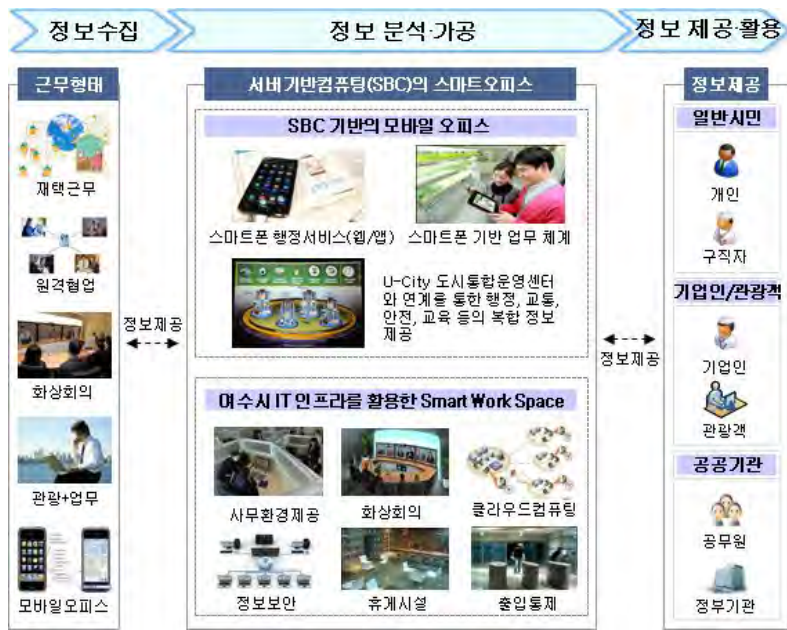 정보수집
정보 분석·가공
정보 제공·활용
근무형태
재택근무
원격협업
화상회의
관광+업무
모바일오피스
정보제공
서버기반컴퓨팅(SBC)의 스마트오피스
SBC 기반의 모바일 오피스
스마트폰 행정서비스(웹/앱)
스마트폰 기반 업무 체계
U-City 도시통합운영센터
와 연계를 통한 행정, 교통,
안전, 교육 등의 복합 정보
제공
여수시 IT 인프라를 활용한 Smart Work Space
사무환경제공
화상회의
클라우드컴퓨팅
정보보안
휴게시설
출입통제
정보제공
정보제공
일반시민
개인
구직자
기업인/관광객
기업인
관광객
공공기관
공무원
정부기관